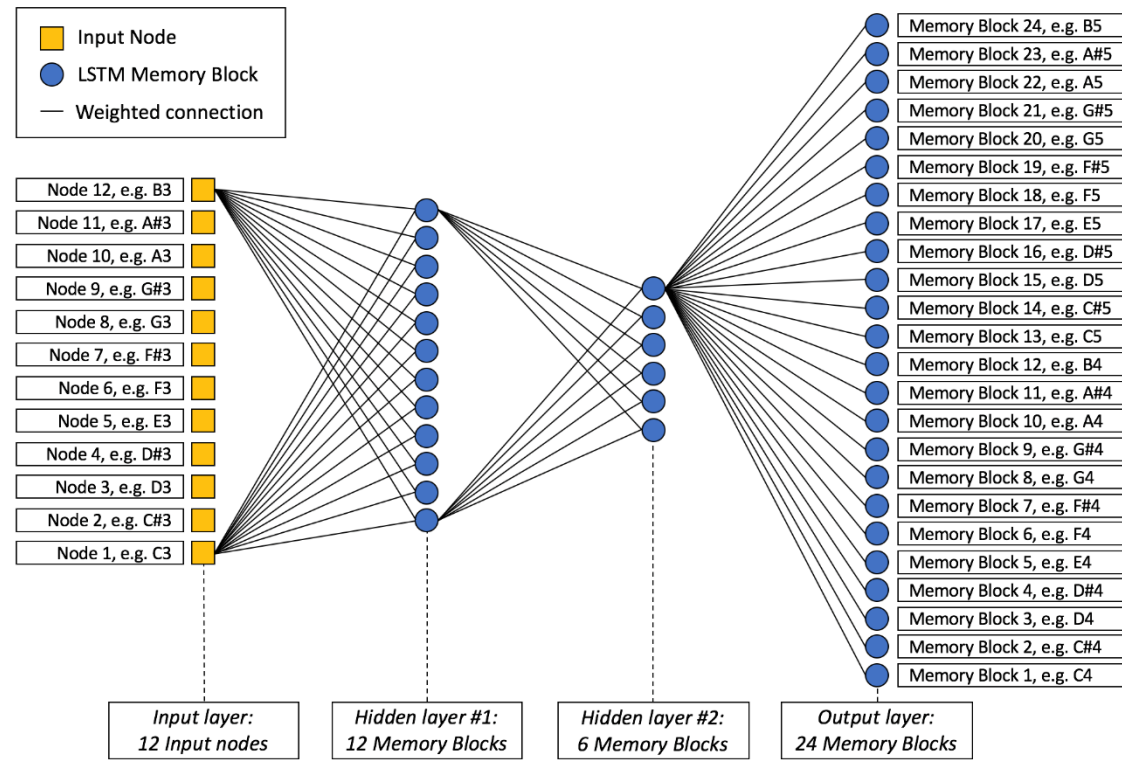 Input Node
LSTM Memory Block
Weighted connection
Node 12, e.g. B3
Node 11, e.g. A#3
Node 10, e.g. A3
Node 9, e.g. G#3
Node 8, e.g. G3
Node 7, e.g. F#3
Node 6, e.g. F3
Node 5, e.g. E3
Node 4, e.g. D#3
Node 3, e.g. D3
Node 2, e.g. C#3
Node 1, e.g. C3
Memory Block 24, e.g. B5
Memory Block 23, e.g. A#5
Memory Block 22, e.g. A5
Memory Block 21, e.g. G#5
Memory Block 20, e.g. G5
Memory Block 19, e.g. F#5
Memory Block 18, e.g. F5
Memory Block 17, e.g. E5
Memory Block 16, e.g. D#5
Memory Block 15, e.g. D5
Memory Block 14, e.g. C#5
Memory Block 13, e.g. C5
Memory Block 12, e.g. B4
Memory Block 11, e.g. A#4
Memory Block 10, e.g. A4
Memory Block 9, e.g. G#4
Memory Block 8, e.g. G4
Memory Block 7, e.g. F#4
Memory Block 6, e.g. F4
Memory Block 5, e.g. E4
Memory Block 4, e.g. D#4
Memory Block 3, e.g. D4
Memory Block 2, e.g. C#4
Memory Block 1, e.g. C4
Input layer:
12 Input nodes
Hidden layer #1:
12 Memory Blocks
Hidden layer #2:
6 Memory Blocks
Output layer:
24 Memory Blocks